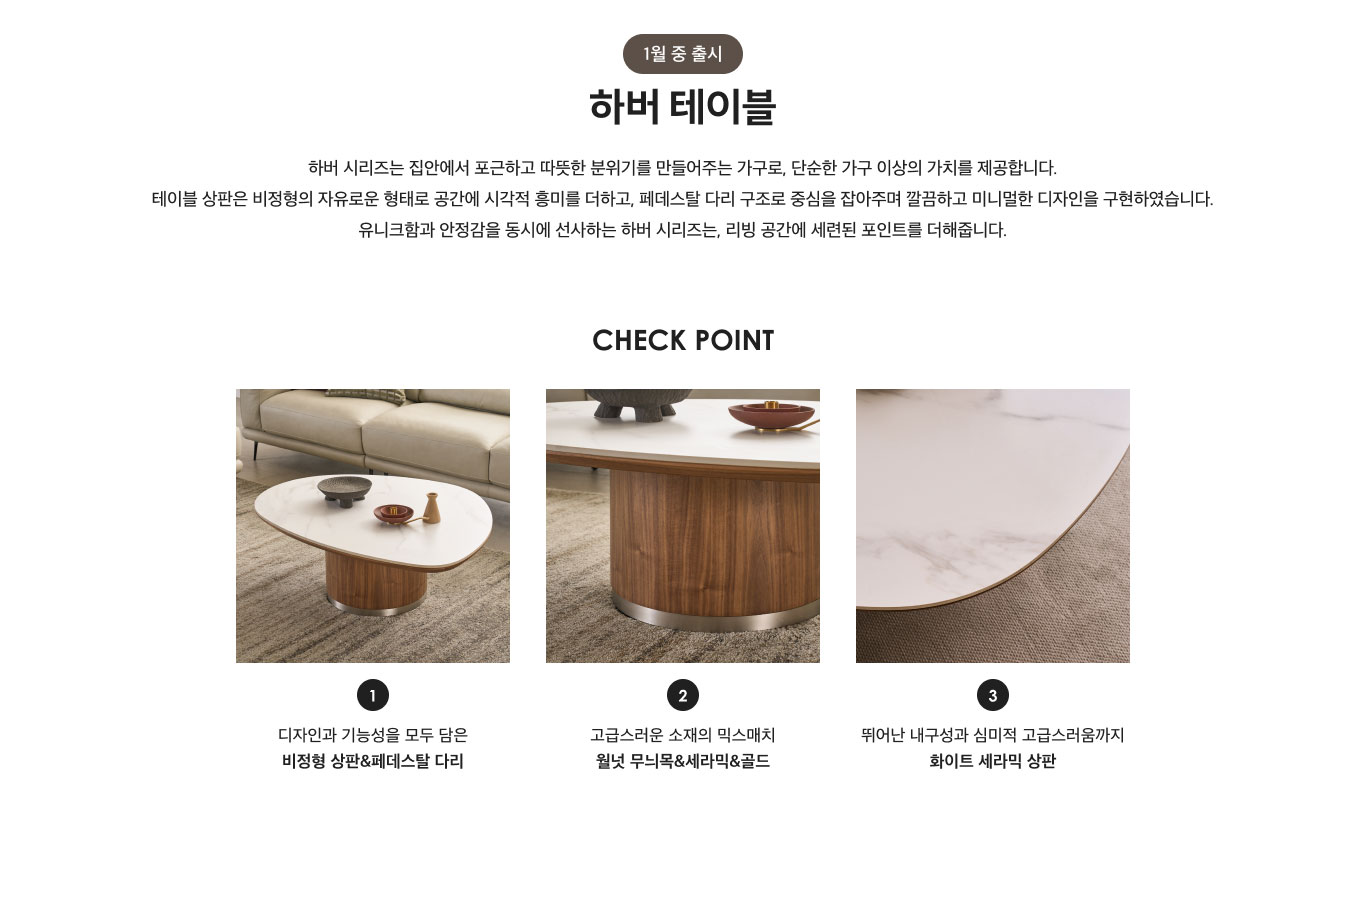 1월 중 출시
하버 테이블
하버 시리즈는 집안에서 포근하고 따뜻한 분위기를 만들어주는 가구로, 단순한 가구 이상의 가치를 제공합니다.
테이블 상판은 비정형의 자유로운 형태로 공간에 시각적 흥미를 더하고, 페데스탈 다리 구조로 중심을 잡아주며 깔끔하고 미니멀한 디자인을 구현하였습니다.
유니크함과 안정감을 동시에 선사하는 하버 시리즈는, 리빙 공간에 세련된 포인트를 더해줍니다.
CHECK POINT
1
디자인과 기능성을 모두 담은
비정형 상판&페데스탈 다리
2
고급스러운 소재의 믹스매치
월넛 무늬목&세라믹&골드
3
뛰어난 내구성과 심미적 고급스러움까지
화이트 세라믹 상판